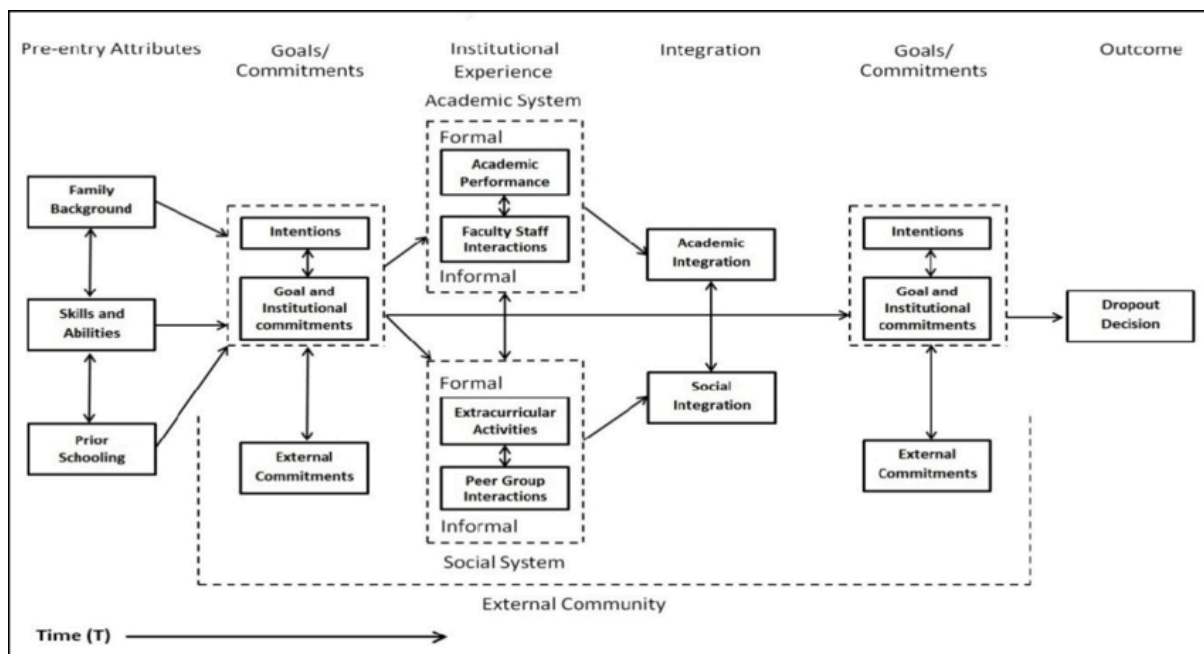 Pre-entry Attributes
Goals/
Commitments
Institutional
Experience
Integration
Goals/
Commitments
Outcome
Academic System
Formal
Academic
Performance
Faculty Staff
Interactions
Informal
Family
Background
Skills and
Abilities
Prior
Schooling
Intentions
Goal and
Institutional
commitments
External
Commitments
Formal
Extracurricular
Activities
Peer Group
Interactions
Informal
Social System
Academic
Integration
Social
Integration
Intentions
Goal and
Institutional
commitments
External
Commitments
Dropout
Decision
External Community
Time (T)